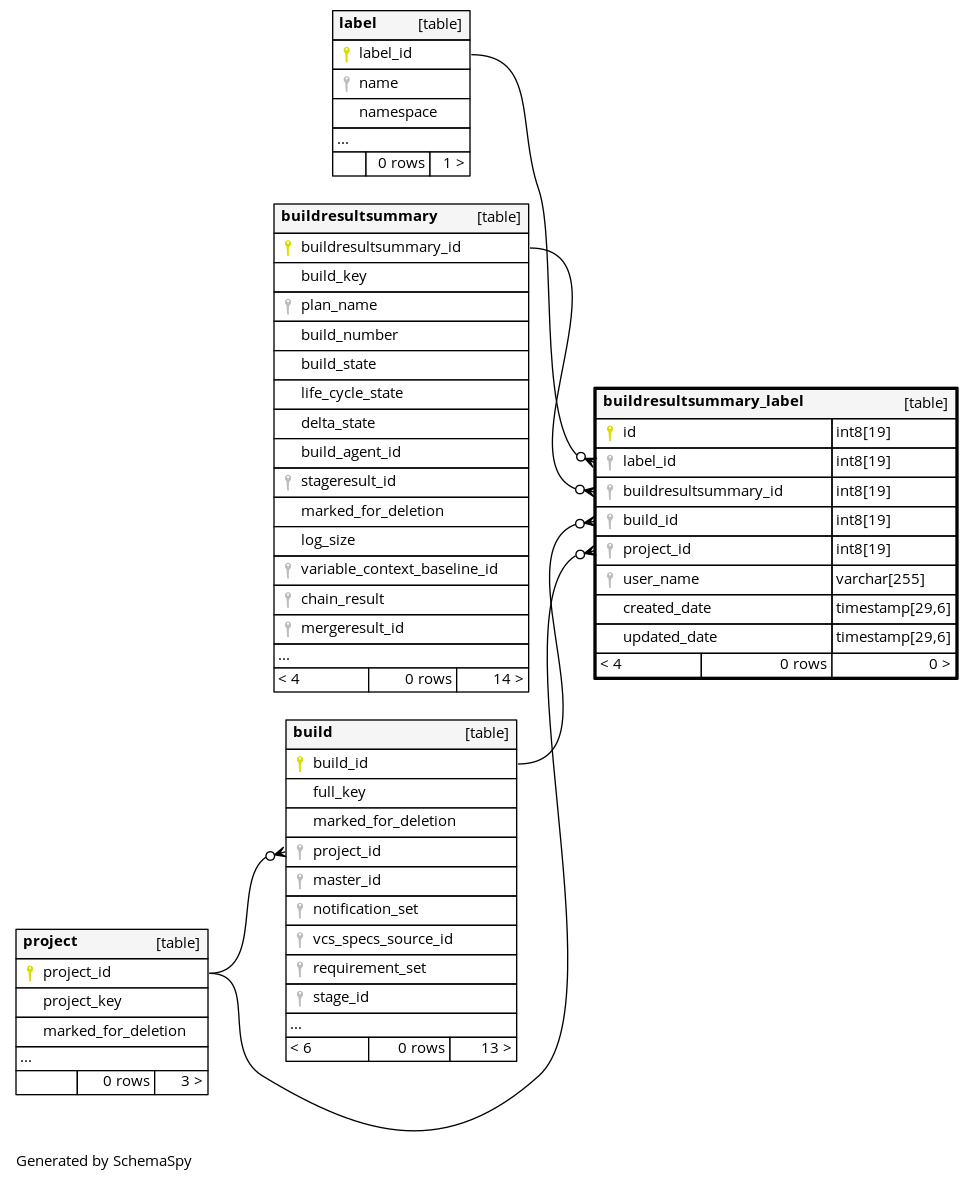 label [table]
label_id
name
namespace
...
0 rows 1 >
buildresultsummary [table]
buildresultsummary_id
build_key
plan_name
build_number
build_state
life_cycle_state
delta_state
build_agent_id
stageresult_id
marked_for_deletion
log_size
variable_context_baseline_id
chain_result
mergeresult_id
...
< 4 0 rows 14 >
buildresultsummary_label [table]
id int8[19]
label_id int8[19]
buildresultsummary_id int8[19]
build_id int8[19]
project_id int8[19]
user_name varchar[255]
created_date timestamp[29,6]
updated_date timestamp[29,6]
< 4 0 rows 0 >
build [table]
build_id
full_key
marked_for_deletion
project_id
master_id
notification_set
vcs_specs_source_id
requirement_set
stage_id
...
< 6 0 rows 13 >
project [table]
project_id
project_key
marked_for_deletion
...
0 rows 3 >
Generated by SchemaSpy